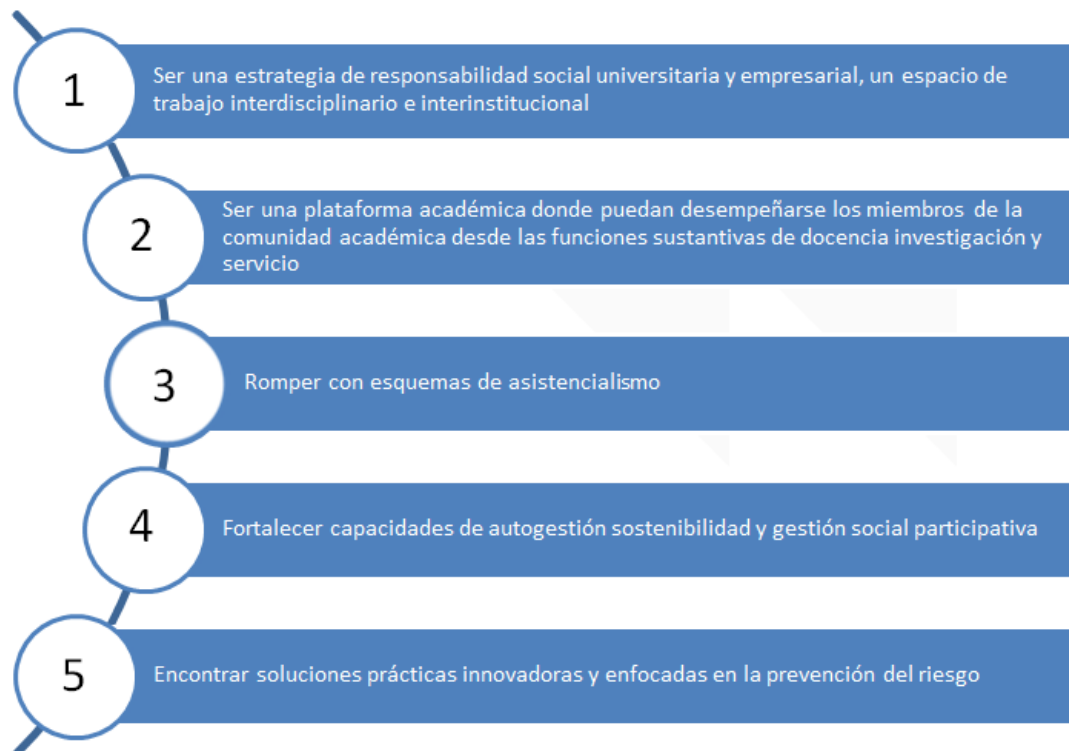 1
Ser una estrategia de responsabilidad social universitaria y empresarial, un espacio de
trabajo interdisciplinario e interinstitucional
2
Ser una plataforma académica donde puedan desempeñarse los miembros de la
comunidad académica desde las funciones sustantivas de docencia investigación y
servicio
3
Romper con esquemas de asistencialismo
4
Fortalecer capacidades de autogestión sostenibilidad y gestión social participativa
5
Encontrar soluciones prácticas innovadoras y enfocadas en la prevención del riesgo